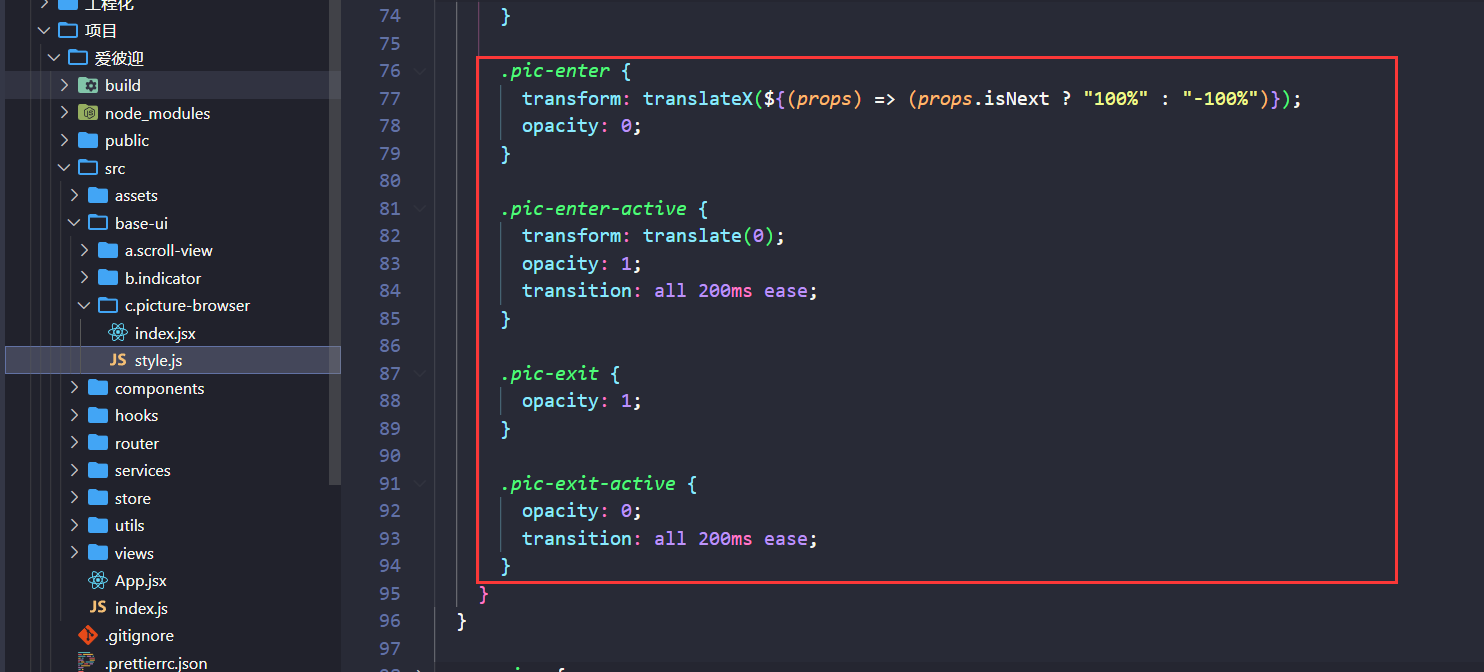 工程化
项目
爱彼迎
build
node_modules
public
src
assets
base-ui
a.scroll-view
b.indicator
c.picture-browser
index.jsx
JS style.js
components
hooks
router
services
store
utils
views
App.jsx
JS index.js
.gitignore
.prettierrc.json
74 }
75
76 .pic-enter {
77 transform: translateX(${(props) => (props.isNext ? "100%" : "-100%")});
78 opacity: 0;
79 }
80
81 .pic-enter-active {
82 transform: translate(0);
83 opacity: 1;
84 transition: all 200ms ease;
85 }
86
87 .pic-exit {
88 opacity: 1;
89 }
90
91 .pic-exit-active {
92 opacity: 0;
93 transition: all 200ms ease;
94 }
95 }
96 }
97